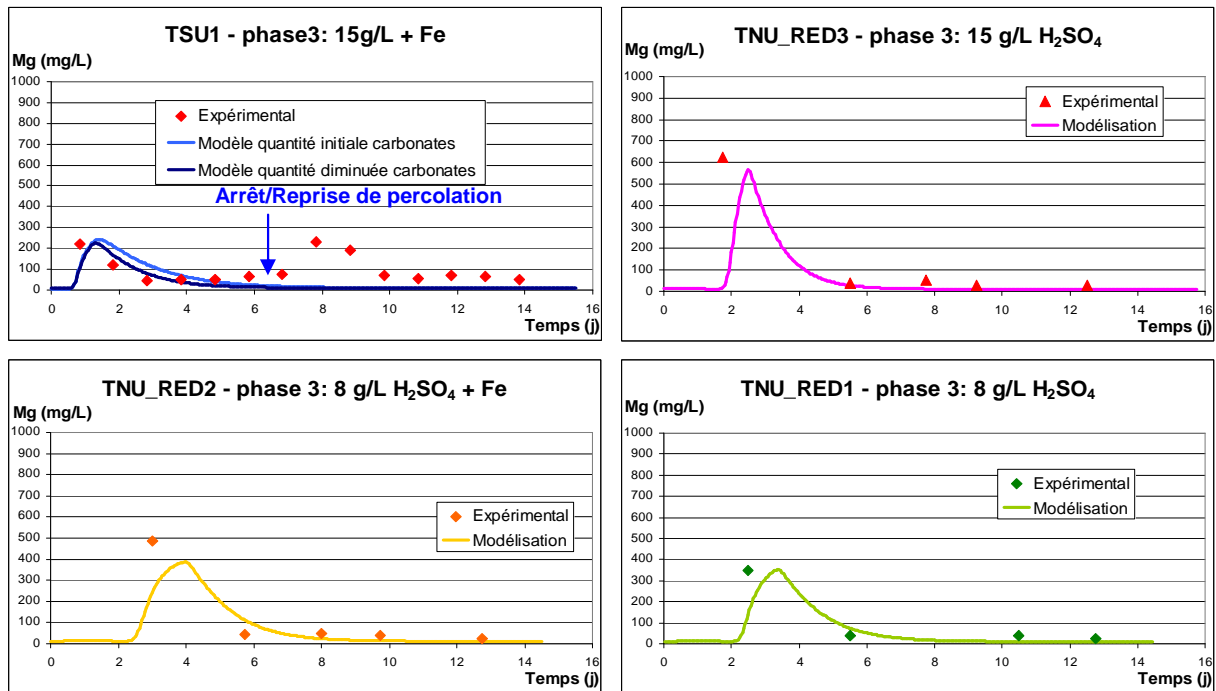 TSU1 - phase3: 15g/L + Fe
Mg (mg/L)
1000
900
800
700
600
500
400
300
200
100
0
Expérimental
Modèle quantité initiale carbonates
Modèle quantité diminuée carbonates
Arrêt/Reprise de percolation
0 2 4 6 8 10 12 14 16
Temps (j)
TNU_RED3 - phase 3: 15 g/L H₂SO₄
Mg (mg/L)
1000
900
800
700
600
500
400
300
200
100
0
Expérimental
Modélisation
0 2 4 6 8 10 12 14 16
Temps (j)
TNU_RED2 - phase 3: 8 g/L H₂SO₄ + Fe
Mg (mg/L)
1000
900
800
700
600
500
400
300
200
100
0
Expérimental
Modélisation
0 2 4 6 8 10 12 14 16
Temps (j)
TNU_RED1 - phase 3: 8 g/L H₂SO₄
Mg (mg/L)
1000
900
800
700
600
500
400
300
200
100
0
Expérimental
Modélisation
0 2 4 6 8 10 12 14 16
Temps (j)